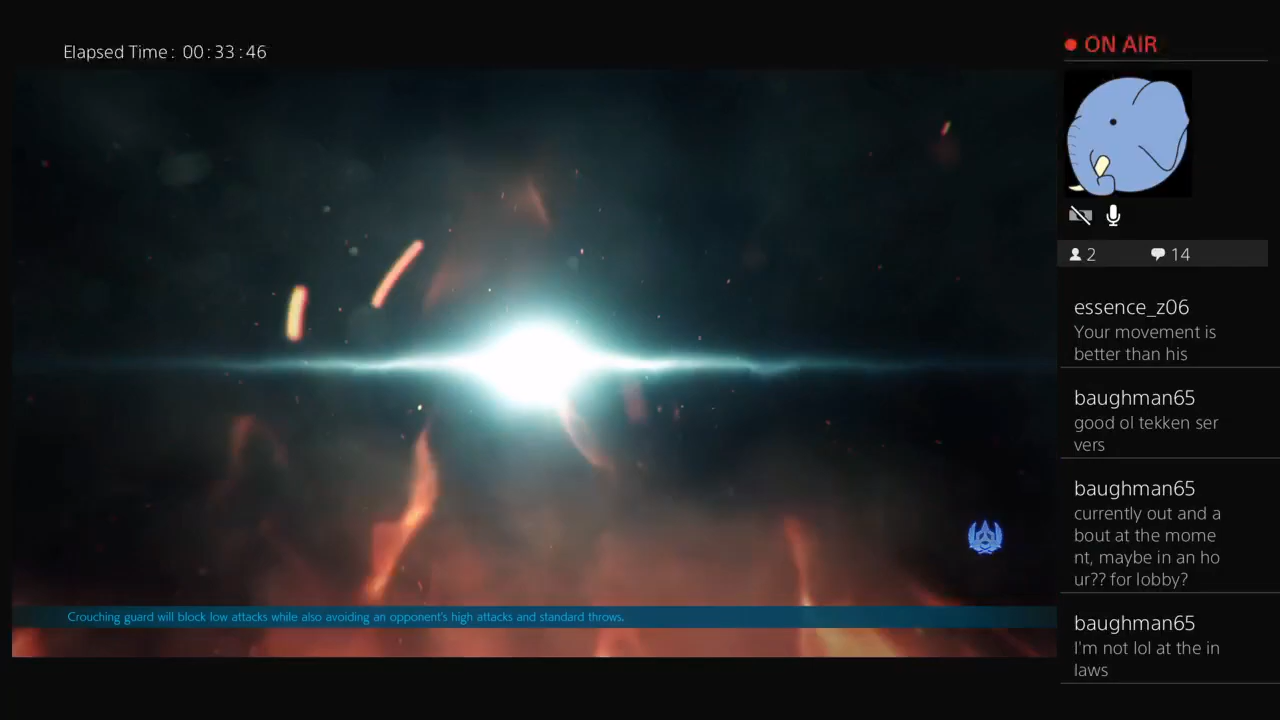 Elapsed Time: 00:33:46
ON AIR
2 14
essence_z06
Your movement is
better than his
baughman65
good ol tekken ser
vers
baughman65
currently out and a
bout at the mome
nt, maybe in an ho
ur?? for lobby?
baughman65
I'm not lol at the in
laws
Crouching guard will block low attacks while also avoiding an opponent's high attacks and standard throws.